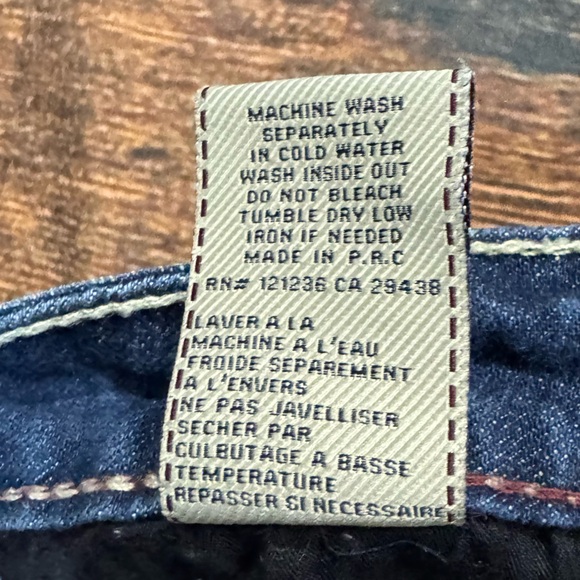 MACHINE WASH
SEPARATELY
IN COLD WATER
WASH INSIDE OUT
DO NOT BLEACH
TUMBLE DRY LOW
IRON IF NEEDED
MADE IN P.R.C
RN# 121236 CA 29438
LAVER A LA
MACHINE A L'EAU
FROIDE SEPAREMENT
A L'ENVERS
NE PAS JAVELLISER
SECHER PAR
CULBUTAGE A BASSE
TEMPERATURE
REPASSER SI NECESSAIRE